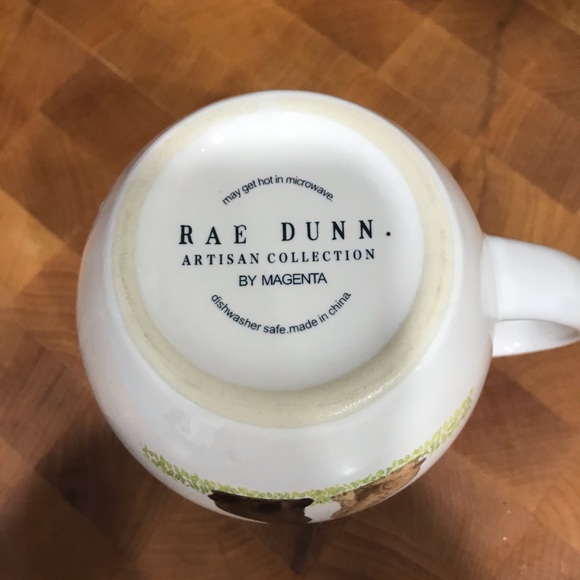 may get hot in microwave.
RAE DUNN.
ARTISAN COLLECTION
BY MAGENTA
dishwasher safe.made in china